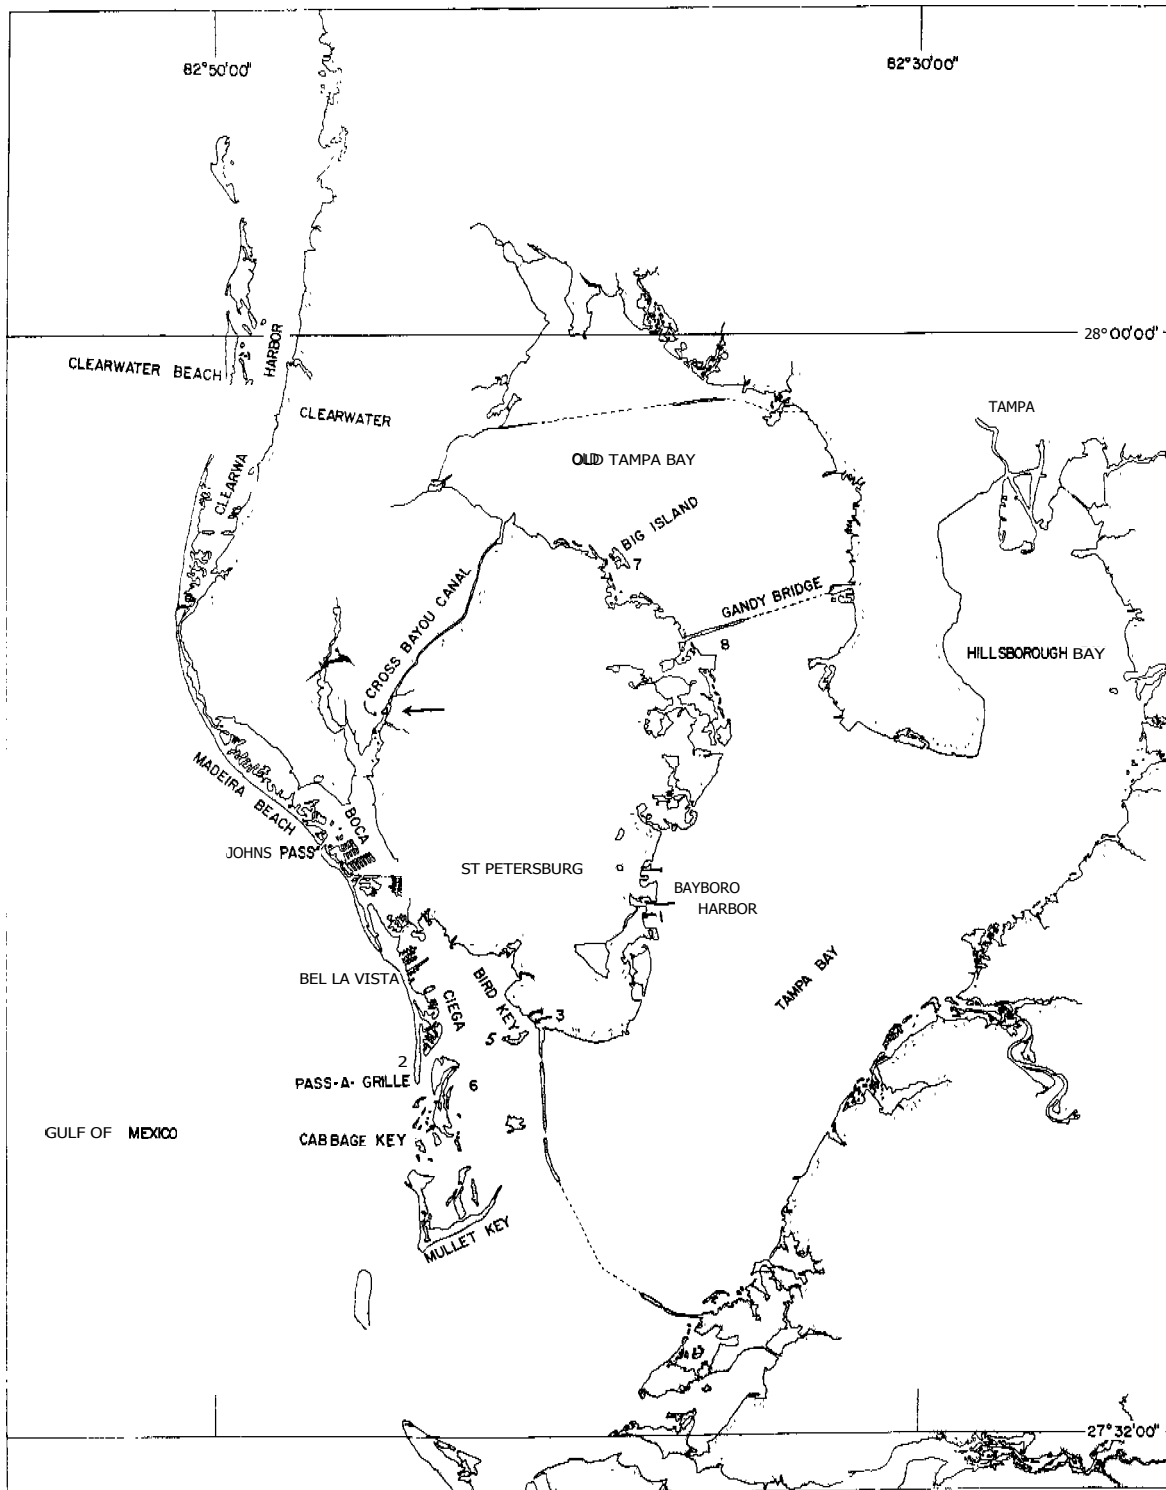 82°50'00"
82°30'00"
28°00'00"
HARBOR
CLEARWATER BEACH
CLEARWATER
TAMPA
OLD TAMPA BAY
CLEARWA
BIG ISLAND
7
CROSS BAYOU CANAL
GANDY BRIDGE
8
HILLSBOROUGH BAY
MADEIRA BEACH
BOCA
JOHNS PASS
ST PETERSBURG
BAYBORO
HARBOR
BEL LA VISTA
BIRD KEY
TAMPA BAY
CIEGA
3
5
2
PASS-A-GRILLE
6
GULF OF MEXICO
CABBAGE KEY
MULLET KEY
27°32'00"